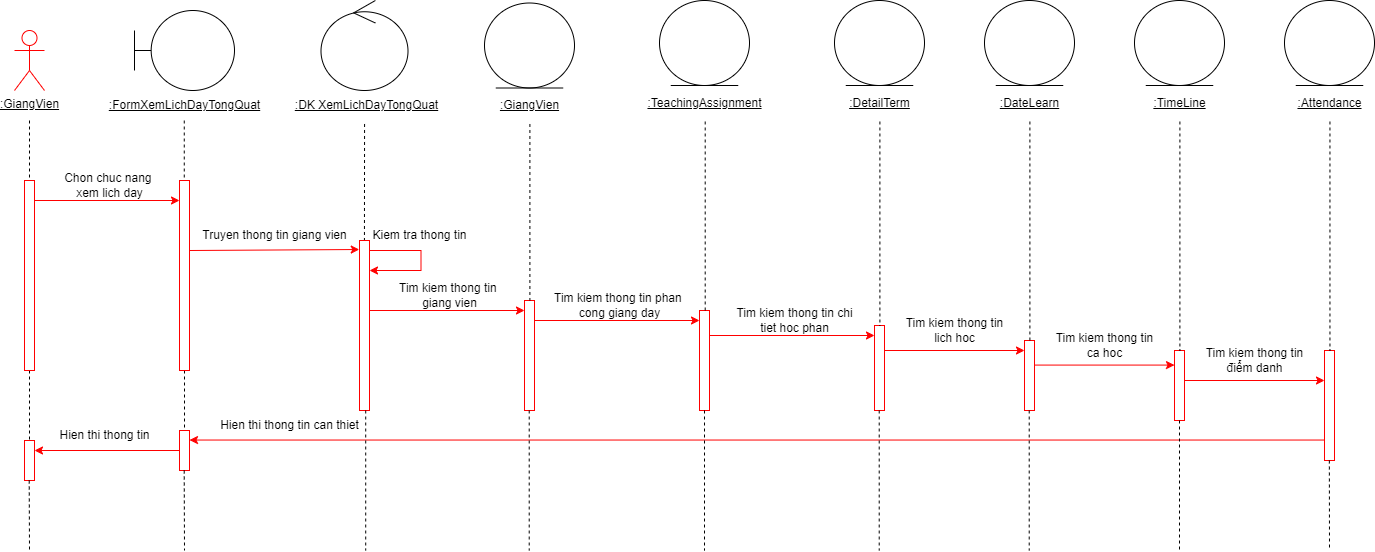 :GiangVien
:FormXemLichDayTongQuat
:DK XemLichDayTongQuat
:GiangVien
:TeachingAssignment
:DetailTerm
:DateLearn
:TimeLine
:Attendance
Chon chuc nang
xem lich day
Truyen thong tin giang vien
Kiem tra thong tin
Tim kiem thong tin
giang vien
Tim kiem thong tin phan
cong giang day
Tim kiem thong tin chi
tiet hoc phan
Tim kiem thong tin
lich hoc
Tim kiem thong tin
ca hoc
Tim kiem thong tin
điểm danh
Hien thi thong tin can thiet
Hien thi thong tin